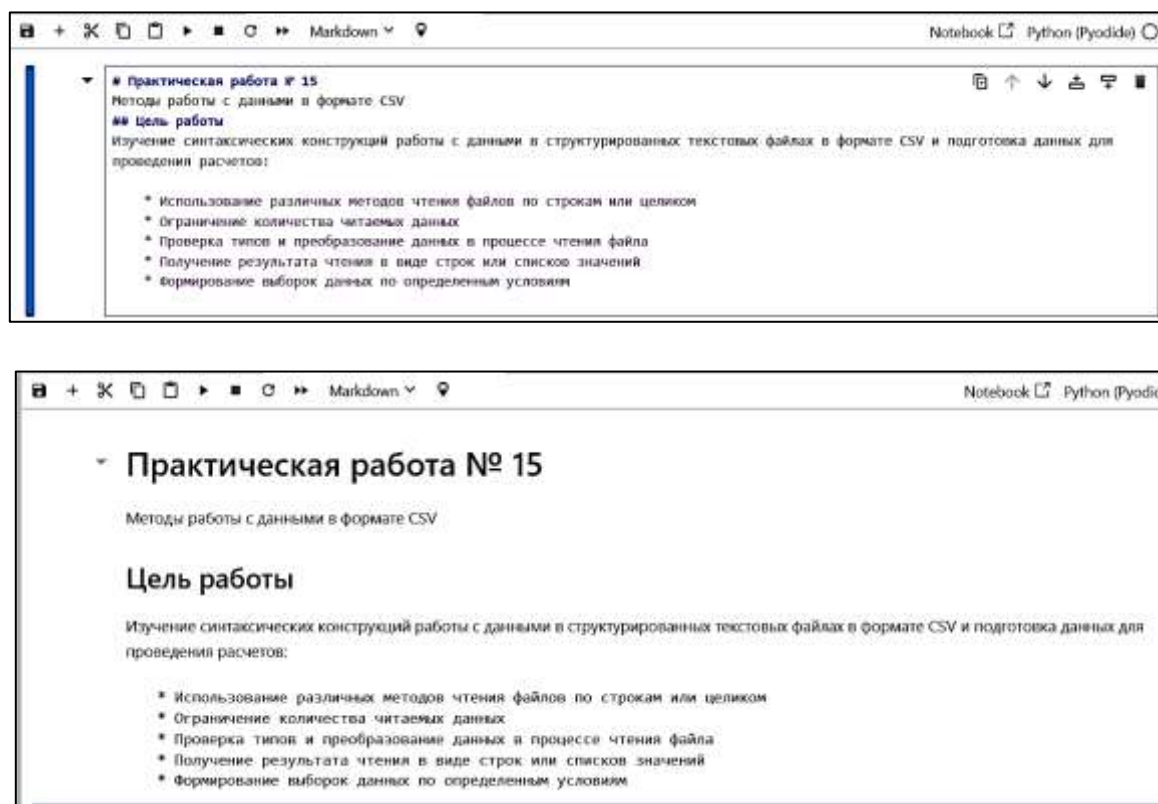 Markdown
Notebook
Python (Pyodide)
# Практическая работа № 15
Методы работы с данными в формате CSV
## Цель работы
Изучение синтаксических конструкций работы с данными в структурированных текстовых файлах в формате CSV и подготовка данных для
проведения расчетов:
* Использование различных методов чтения файлов по строкам или целиком
* Ограничение количества читаемых данных
* Проверка типов и преобразование данных в процессе чтения файла
* Получение результата чтения в виде строк или списков значений
* Формирование выборок данных по определенным условиям
Markdown
Notebook
Python (Pyodic
Практическая работа № 15
Методы работы с данными в формате CSV
Цель работы
Изучение синтаксических конструкций работы с данными в структурированных текстовых файлах в формате CSV и подготовка данных для
проведения расчетов:
* Использование различных методов чтения файлов по строкам или целиком
* Ограничение количества читаемых данных
* Проверка типов и преобразование данных в процессе чтения файла
* Получение результата чтения в виде строк или списков значений
* Формирование выборок данных по определенным условиям